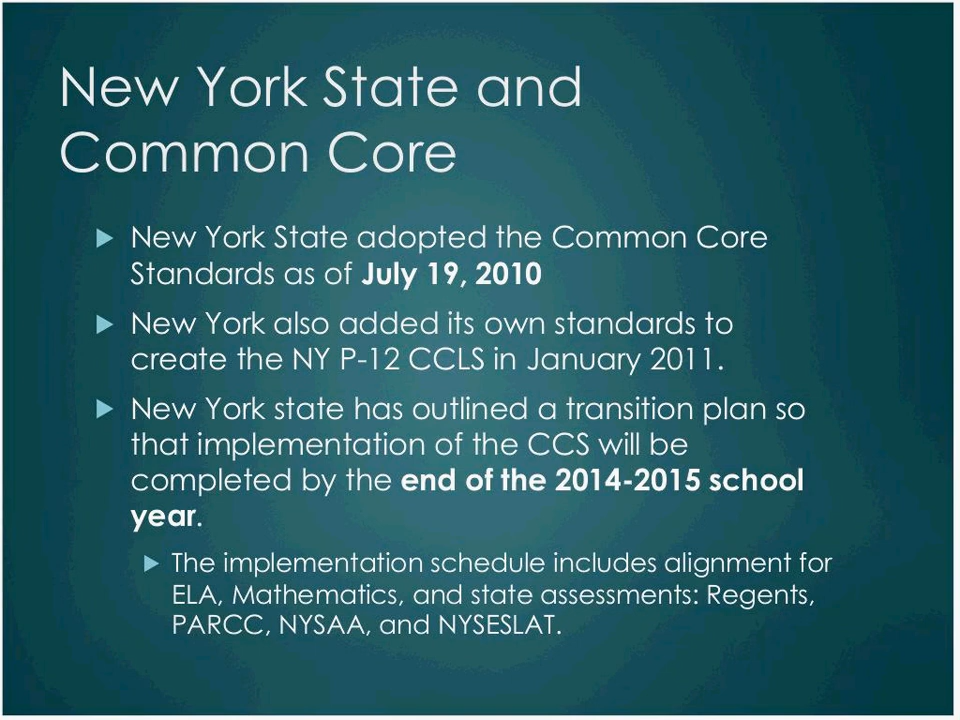 New York State and
Common Core
New York State adopted the Common Core
Standards as of July 19, 2010
New York also added its own standards to
create the NY P-12 CCLS in January 2011.
New York state has outlined a transition plan so
that implementation of the CCS will be
completed by the end of the 2014-2015 school
year.
The implementation schedule includes alignment for
ELA, Mathematics, and state assessments: Regents,
PARCC, NYSAA, and NYSESLAT.